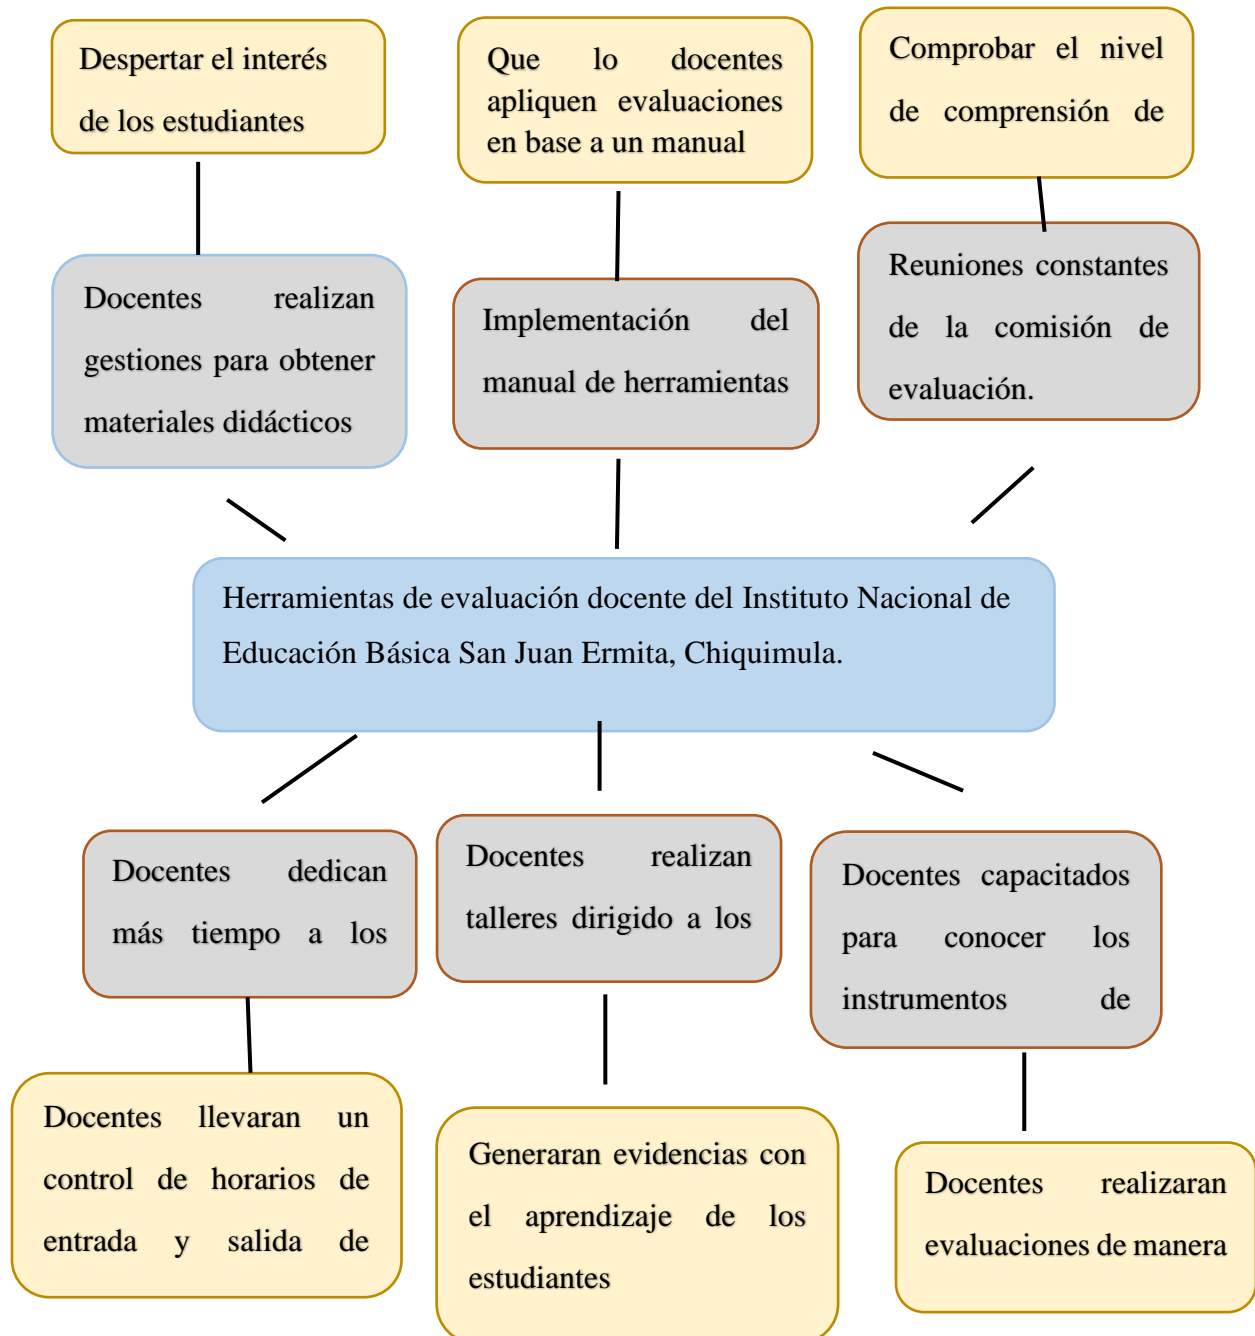 Despertar el interés
de los estudiantes
Que lo docentes
apliquen evaluaciones
en base a un manual
Comprobar el nivel
de comprensión de
Docentes realizan
gestiones para obtener
materiales didácticos
Implementación del
manual de herramientas
Reuniones constantes
de la comisión de
evaluación.
Herramientas de evaluación docente del Instituto Nacional de
Educación Básica San Juan Ermita, Chiquimula.
Docentes dedican
más tiempo a los
Docentes realizan
talleres dirigido a los
Docentes capacitados
para conocer los
instrumentos de
Docentes llevaran un
control de horarios de
entrada y salida de
Generaran evidencias con
el aprendizaje de los
estudiantes
Docentes realizaran
evaluaciones de manera